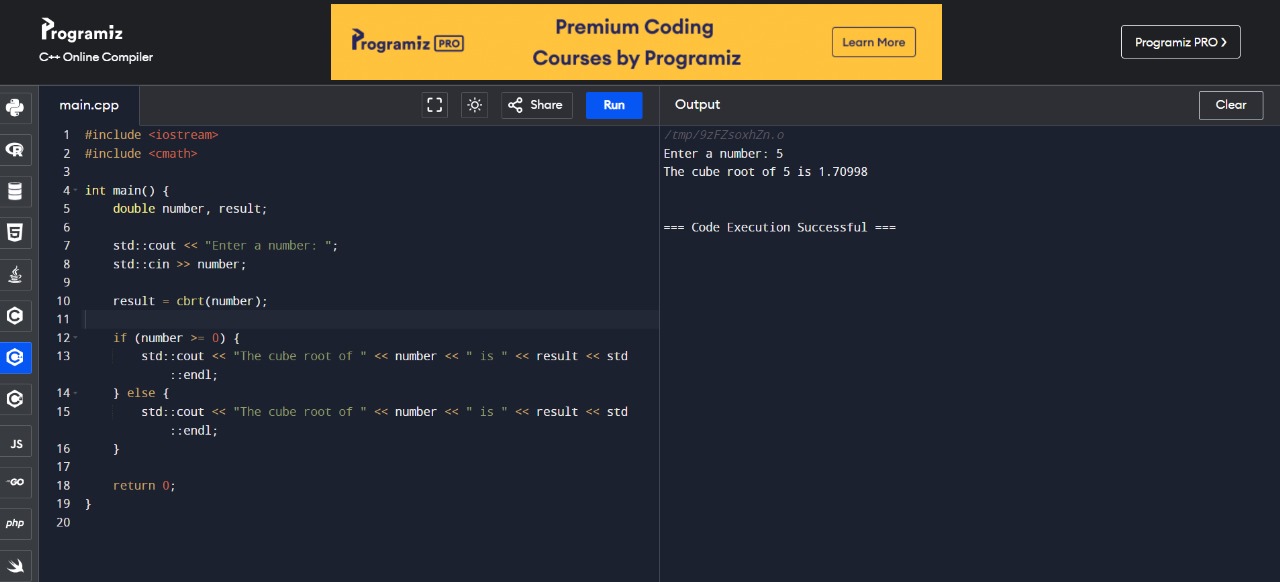 Programiz
C++ Online Compiler
Programiz PRO
Premium Coding
Courses by Programiz
Learn More
Programiz PRO ❯
main.cpp
Share
Run
Output
Clear
1 #include <iostream>
2 #include <cmath>
3
4 int main() {
5     double number, result;
6
7     std::cout << "Enter a number: ";
8     std::cin >> number;
9
10     result = cbrt(number);
11
12     if (number >= 0) {
13         std::cout << "The cube root of " << number << " is " << result << std
::endl;
14     } else {
15         std::cout << "The cube root of " << number << " is " << result << std
::endl;
16     }
17
18     return 0;
19 }
20
/tmp/9zFZsoxhZn.o
Enter a number: 5
The cube root of 5 is 1.70998
=== Code Execution Successful ===
JS
GO
php